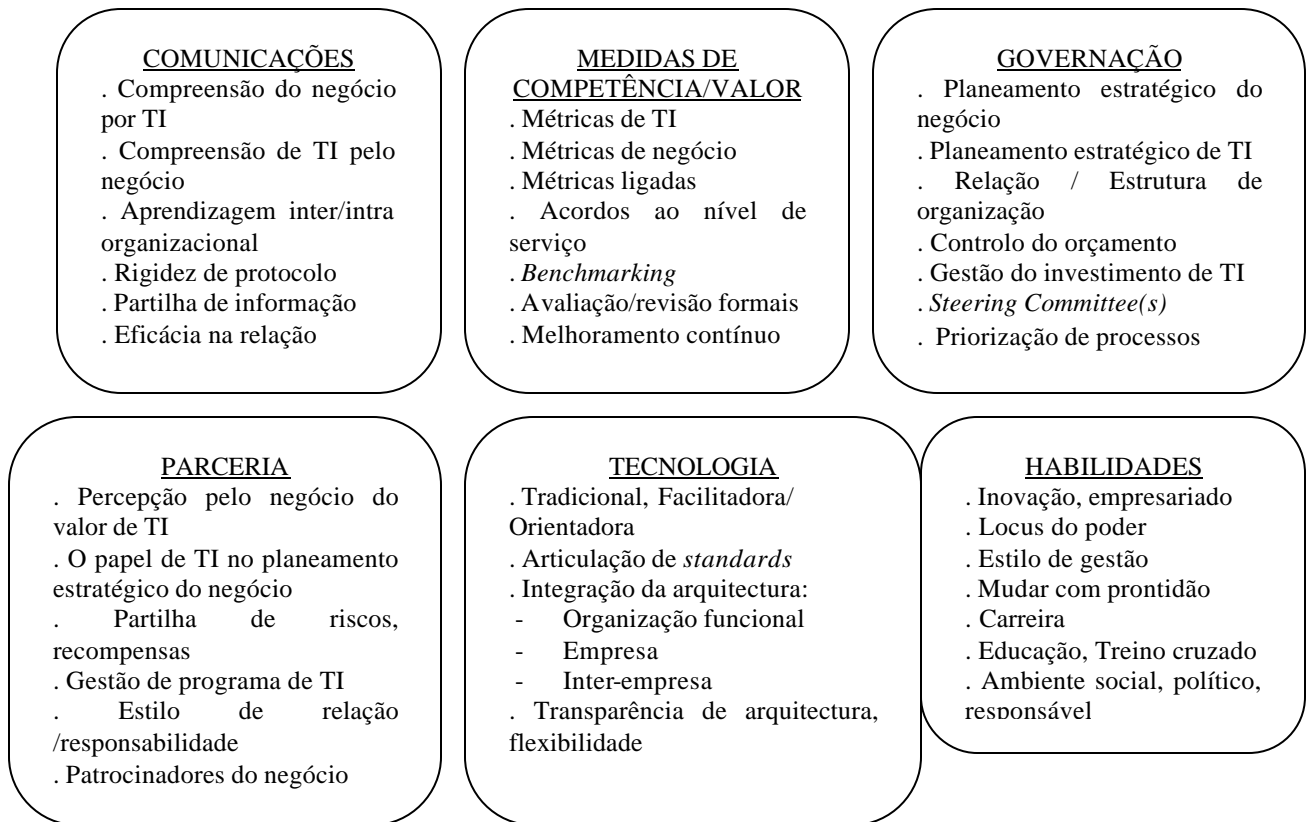 COMUNICAÇÕES
. Compreensão do negócio
por TI
. Compreensão de TI pelo
negócio
. Aprendizagem inter/intra
organizacional
. Rigidez de protocolo
. Partilha de informação
. Eficácia na relação
MEDIDAS DE
COMPETÊNCIA/VALOR
. Métricas de TI
. Métricas de negócio
. Métricas ligadas
. Acordos ao nível de
serviço
. Benchmarking
. Avaliação/revisão formais
. Melhoramento contínuo
GOVERNAÇÃO
. Planeamento estratégico do
negócio
. Planeamento estratégico de TI
. Relação / Estrutura de
organização
. Controlo do orçamento
. Gestão do investimento de TI
. Steering Committee(s)
. Priorização de processos
PARCERIA
. Percepção pelo negócio do
valor de TI
. O papel de TI no planeamento
estratégico do negócio
. Partilha de riscos,
recompensas
. Gestão de programa de TI
. Estilo de relação
/responsabilidade
. Patrocinadores do negócio
TECNOLOGIA
. Tradicional, Facilitadora/
Orientadora
. Articulação de standards
. Integração da arquitectura:
- Organização funcional
- Empresa
- Inter-empresa
. Transparência de arquitectura,
flexibilidade
HABILIDADES
. Inovação, empresariado
. Locus do poder
. Estilo de gestão
. Mudar com prontidão
. Carreira
. Educação, Treino cruzado
. Ambiente social, político,
responsável